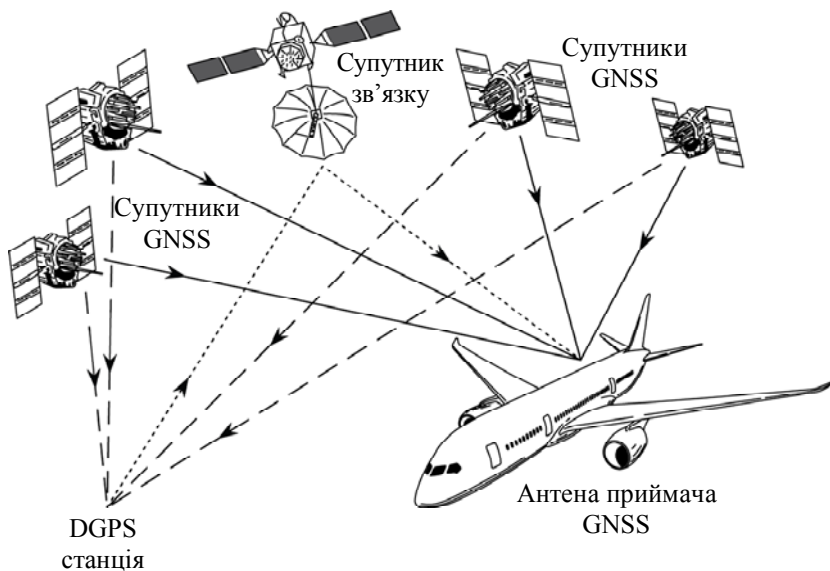 Супутник
зв’язку
Супутники
GNSS
Супутники
GNSS
Антена приймача
GNSS
DGPS
станція